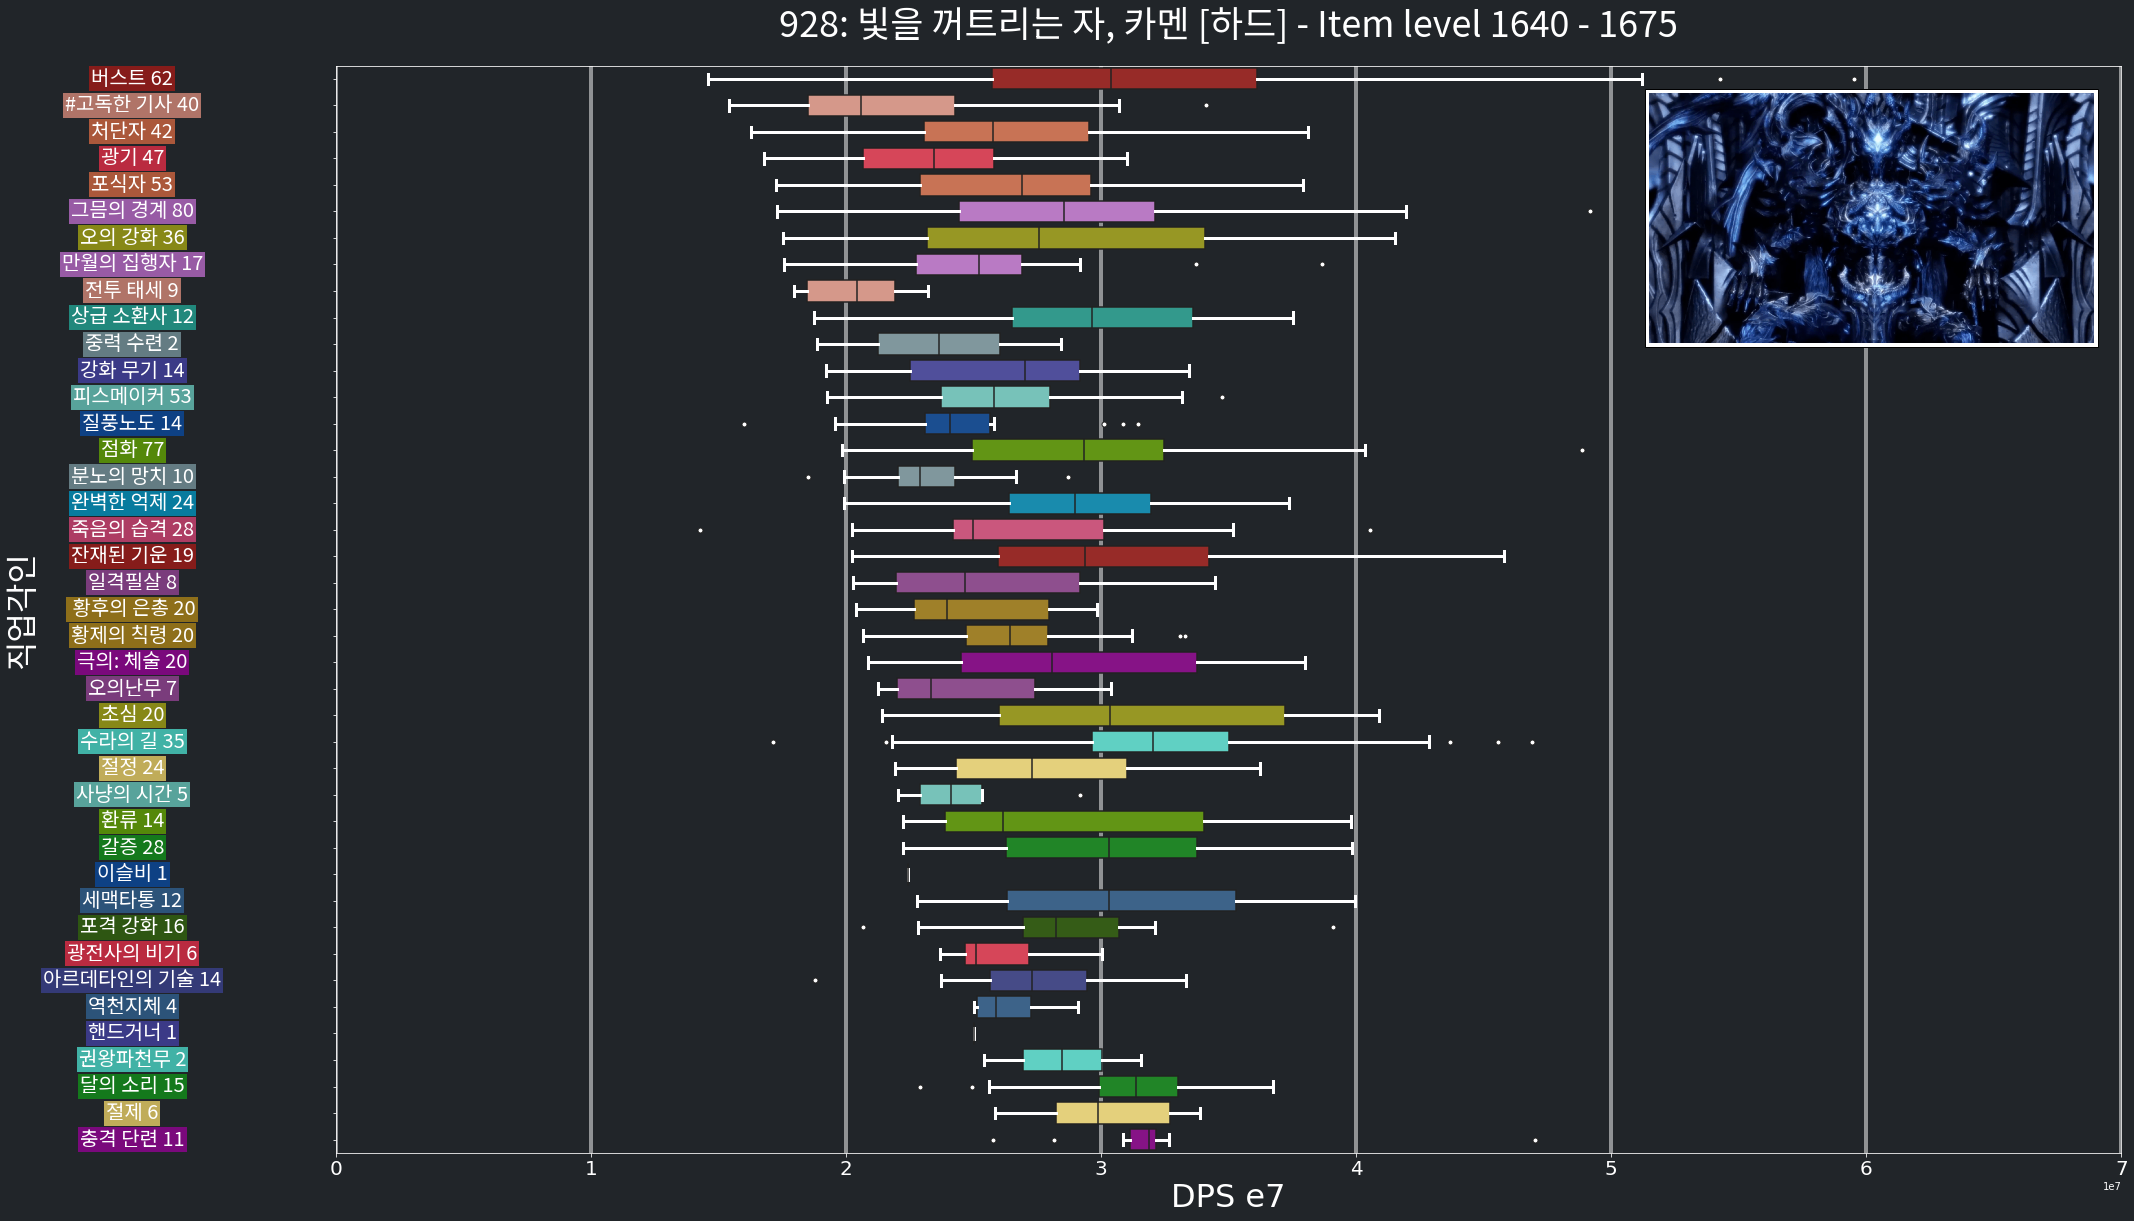 928: 빛을 꺼트리는 자, 카멘 [하드] - Item level 1640 - 1675
직업각인
버스트 62
#고독한 기사 40
처단자 42
광기 47
포식자 53
그믐의 경계 80
오의 강화 36
만월의 집행자 17
전투 태세 9
상급 소환사 12
중력 수련 2
강화 무기 14
피스메이커 53
질풍노도 14
점화 77
분노의 망치 10
완벽한 억제 24
죽음의 습격 28
잔재된 기운 19
일격필살 8
황후의 은총 20
황제의 칙령 20
극의: 체술 20
오의난무 7
초심 20
수라의 길 35
절정 24
사냥의 시간 5
환류 14
갈증 28
이슬비 1
세맥타통 12
포격 강화 16
광전사의 비기 6
아르데타인의 기술 14
역천지체 4
핸드거너 1
권왕파천무 2
달의 소리 15
절제 6
충격 단련 11
0 1 2 3 4 5 6 7
DPS e7
1e7